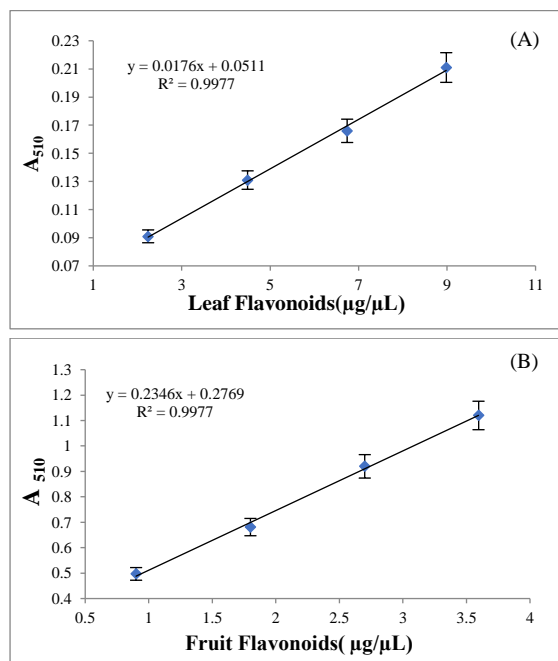 (A)
y = 0.0176x + 0.0511
R² = 0.9977
0.23
0.21
0.19
0.17
0.15
0.13
0.11
0.09
0.07
A510
1 3 5 7 9 11
Leaf Flavonoids(µg/µL)
(B)
y = 0.2346x + 0.2769
R² = 0.9977
1.3
1.2
1.1
1
0.9
0.8
0.7
0.6
0.5
0.4
A 510
0.5 1 1.5 2 2.5 3 3.5 4
Fruit Flavonoids( µg/µL)